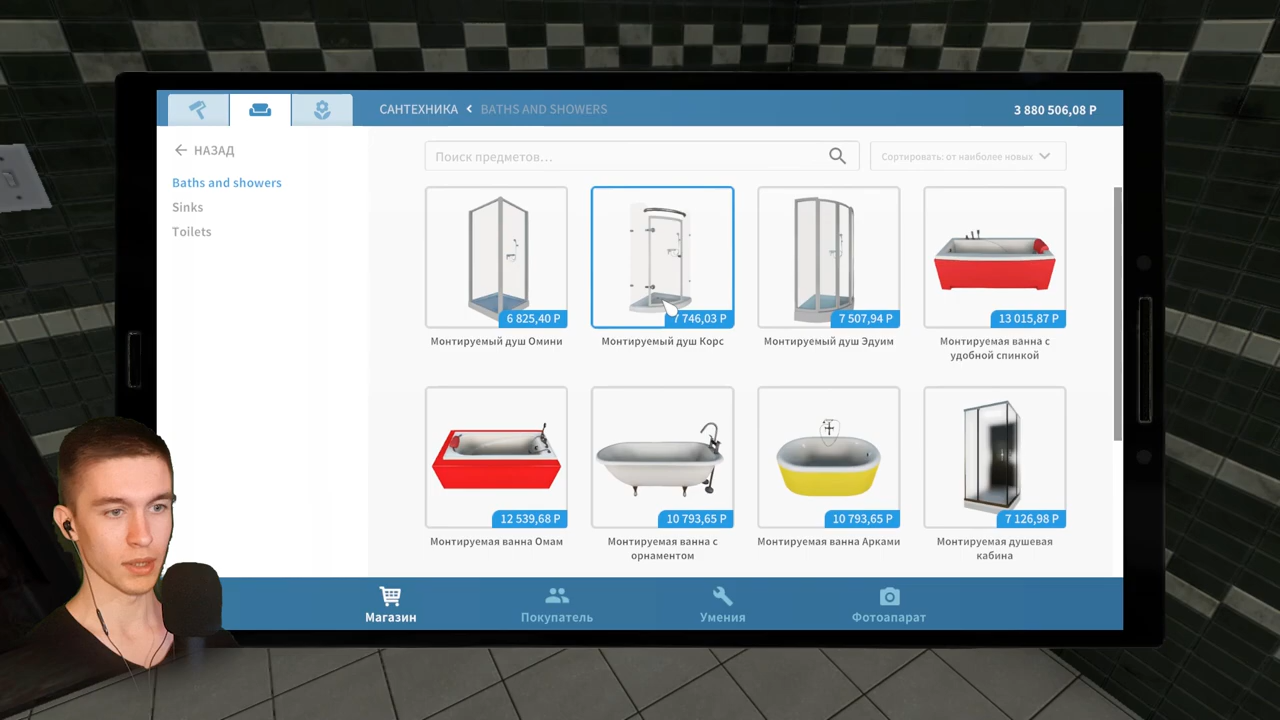 САНТЕХНИКА < BATHS AND SHOWERS
3 880 506,08 Р
НАЗАД
Baths and showers
Sinks
Toilets
Поиск предметов...
Сортировать: от наиболее новых
6 825,40 Р
7 746,03 Р
7 507,94 Р
13 015,87 Р
Монтируемый душ Омини
Монтируемый душ Корс
Монтируемый душ Эдуим
Монтируемая ванна с
удобной спинкой
12 539,68 Р
10 793,65 Р
10 793,65 Р
7 126,98 Р
Монтируемая ванна Омам
Монтируемая ванна с
орнаментом
Монтируемая ванна Арками
Монтируемая душевая
кабина
Магазин
Покупатель
Умения
Фотоаппарат